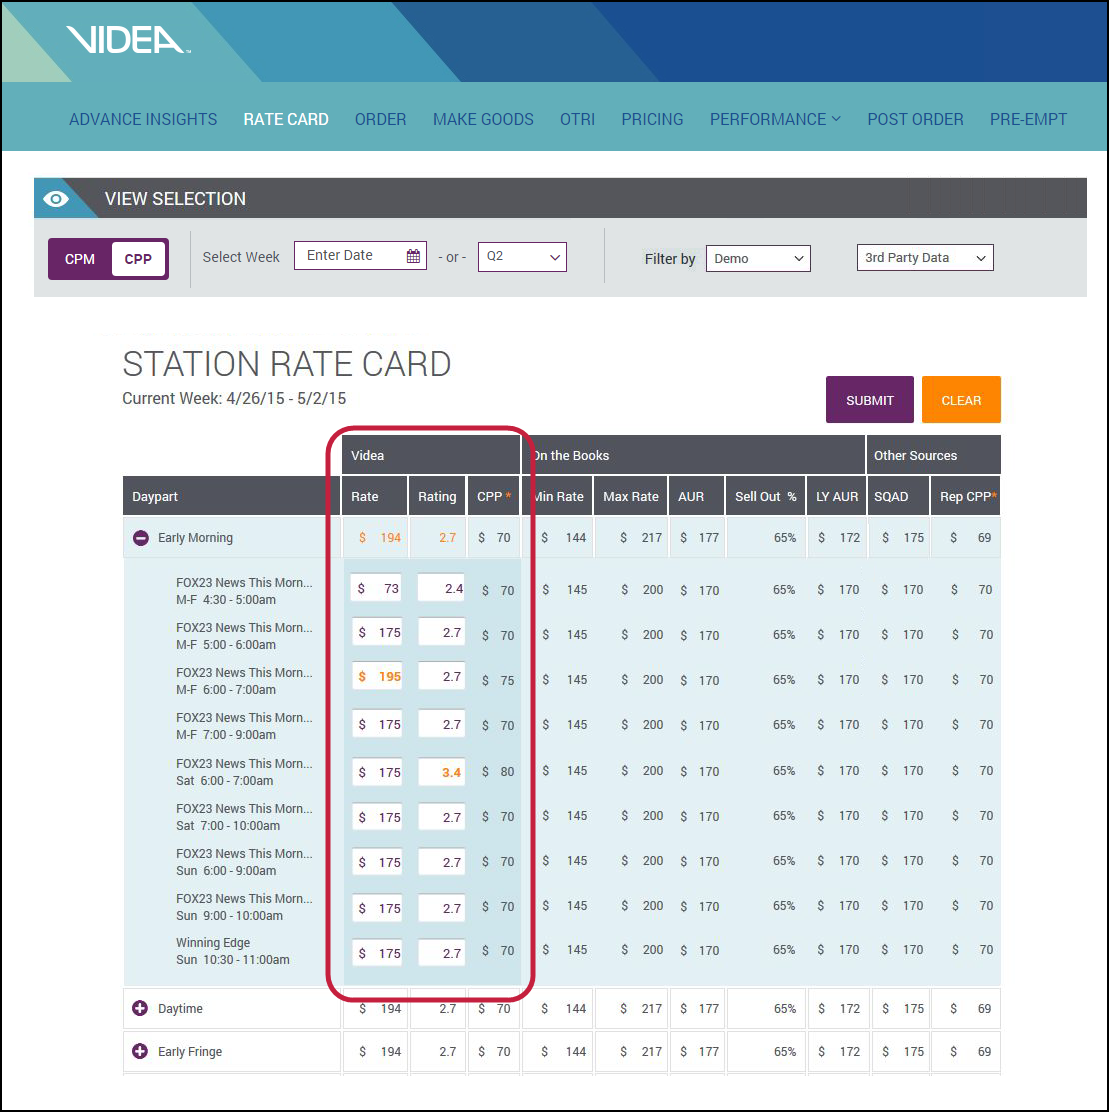 VIDEA™
ADVANCE INSIGHTS RATE CARD ORDER MAKE GOODS OTRI PRICING PERFORMANCE POST ORDER PRE-EMPT
VIEW SELECTION
CPM CPP Select Week Enter Date - or - Q2 Filter by Demo 3rd Party Data
STATION RATE CARD
Current Week: 4/26/15 - 5/2/15
SUBMIT CLEAR
Videa On the Books Other Sources
Daypart Rate Rating CPP * Min Rate Max Rate AUR Sell Out % LY AUR SQAD Rep CPP*
Early Morning $ 194 2.7 $ 70 $ 144 $ 217 $ 177 65% $ 172 $ 175 $ 69
FOX23 News This Morn...
M-F 4:30 - 5:00am $ 73 2.4 $ 70 $ 145 $ 200 $ 170 65% $ 170 $ 170 $ 70
FOX23 News This Morn...
M-F 5:00 - 6:00am $ 175 2.7 $ 70 $ 145 $ 200 $ 170 65% $ 170 $ 170 $ 70
FOX23 News This Morn...
M-F 6:00 - 7:00am $ 195 2.7 $ 75 $ 145 $ 200 $ 170 65% $ 170 $ 170 $ 70
FOX23 News This Morn...
M-F 7:00 - 9:00am $ 175 2.7 $ 70 $ 145 $ 200 $ 170 65% $ 170 $ 170 $ 70
FOX23 News This Morn...
Sat 6:00 - 7:00am $ 175 3.4 $ 80 $ 145 $ 200 $ 170 65% $ 170 $ 170 $ 70
FOX23 News This Morn...
Sat 7:00 - 10:00am $ 175 2.7 $ 70 $ 145 $ 200 $ 170 65% $ 170 $ 170 $ 70
FOX23 News This Morn...
Sun 6:00 - 9:00am $ 175 2.7 $ 70 $ 145 $ 200 $ 170 65% $ 170 $ 170 $ 70
FOX23 News This Morn...
Sun 9:00 - 10:00am $ 175 2.7 $ 70 $ 145 $ 200 $ 170 65% $ 170 $ 170 $ 70
Winning Edge
Sun 10:30 - 11:00am $ 175 2.7 $ 70 $ 145 $ 200 $ 170 65% $ 170 $ 170 $ 70
Daytime $ 194 2.7 $ 70 $ 144 $ 217 $ 177 65% $ 172 $ 175 $ 69
Early Fringe $ 194 2.7 $ 70 $ 144 $ 217 $ 177 65% $ 172 $ 175 $ 69